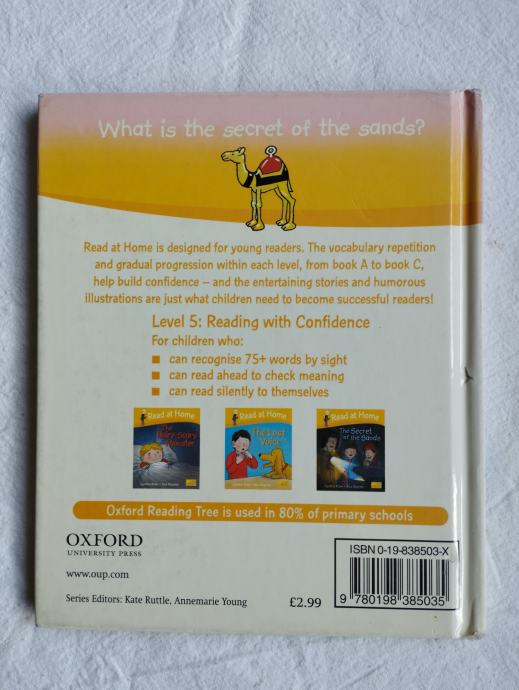 What is the secret of the sands?
Read at Home is designed for young readers. The vocabulary repetition
and gradual progression within each level, from book A to book C,
help build confidence – and the entertaining stories and humorous
illustrations are just what children need to become successful readers!
Level 5: Reading with Confidence
For children who:
■ can recognise 75+ words by sight
■ can read ahead to check meaning
■ can read silently to themselves
Read at Home
The Hairy-Scary Monster
Read at Home
The Lost Voice
Read at Home
The Secret
of the Sands
Oxford Reading Tree is used in 80% of primary schools
OXFORD
UNIVERSITY PRESS
www.oup.com
Series Editors: Kate Ruttle, Annemarie Young
£2.99
ISBN 0-19-838503-X
9 780198 385035